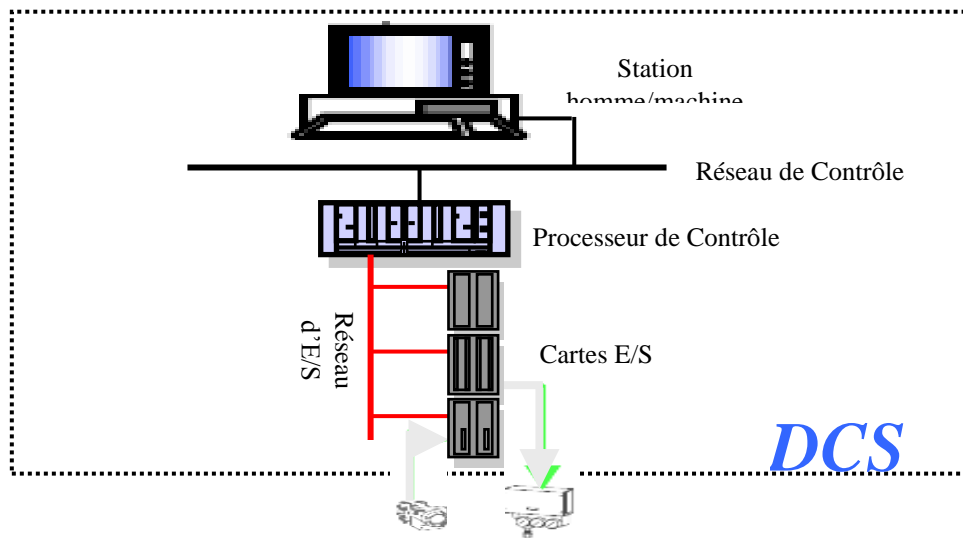 Station
homme/machine
Réseau de Contrôle
Processeur de Contrôle
Réseau
d'E/S
Cartes E/S
DCS